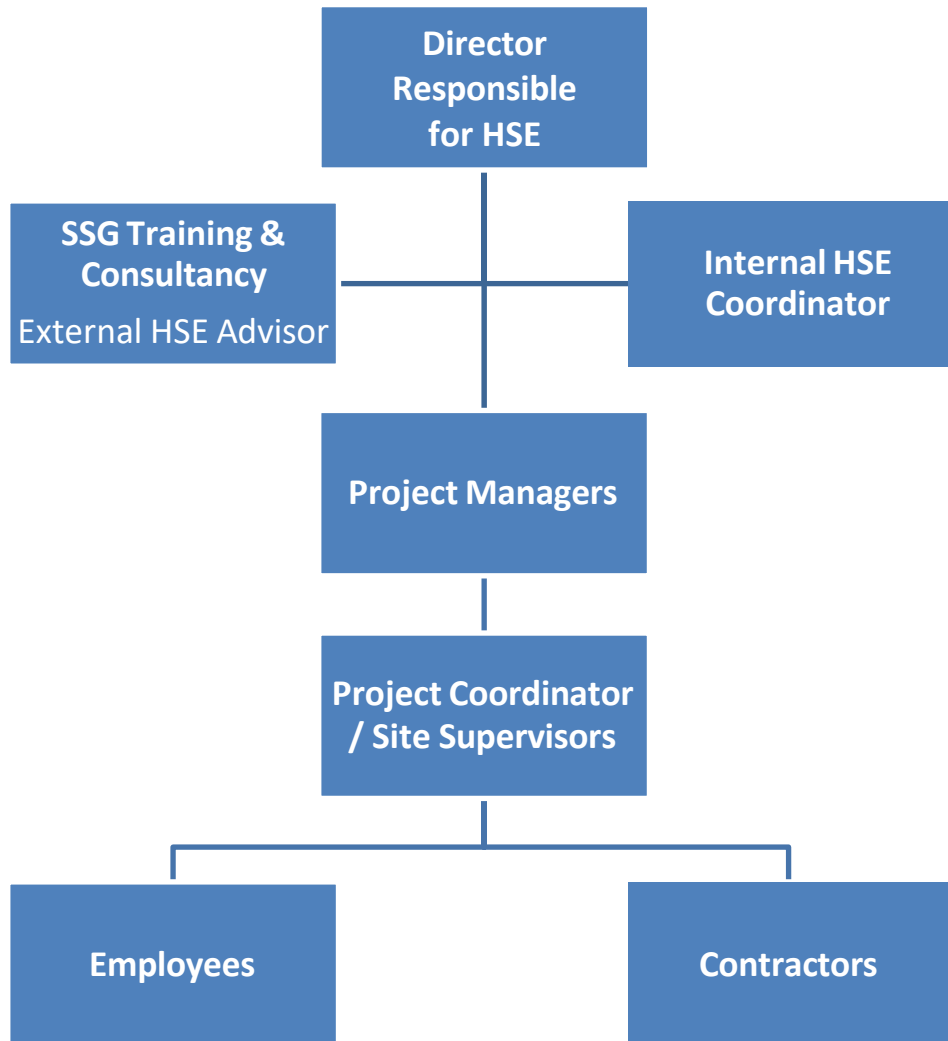 Director
Responsible
for HSE
SSG Training &
Consultancy
External HSE Advisor
Internal HSE
Coordinator
Project Managers
Project Coordinator
/ Site Supervisors
Employees
Contractors